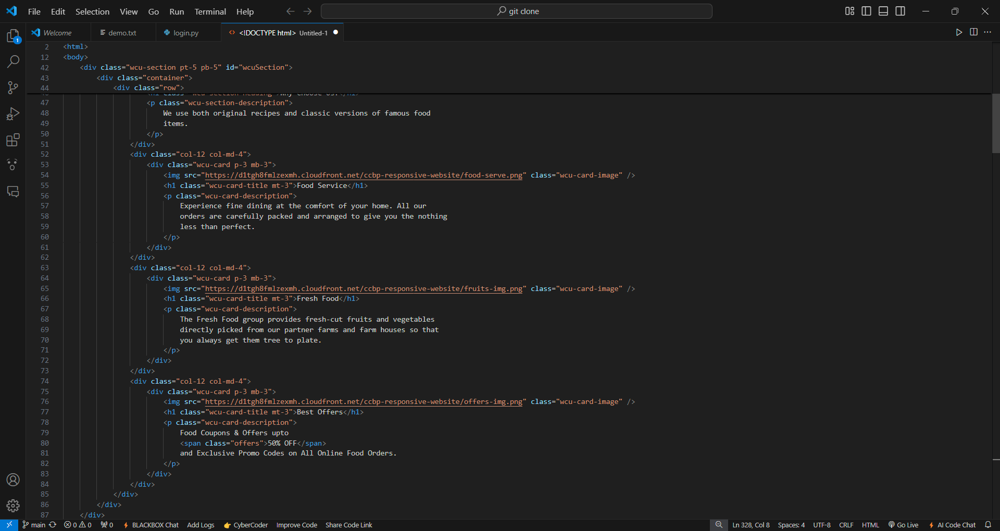 File Edit Selection View Go Run Terminal Help git clone
Welcome demo.txt login.py <!DOCTYPE html> Untitled-1
2 <html>
12 <body>
42 <div class="wcu-section pt-5 pb-5" id="wcuSection">
43 <div class="container">
44 <div class="row">
47 <p class="wcu-section-description">
48 We use both original recipes and classic versions of famous food
49 items.
50 </p>
51 </div>
52 <div class="col-12 col-md-4">
53 <div class="wcu-card p-3 mb-3">
54 <img src="https://d1tgh8fmlzexmh.cloudfront.net/ccbp-responsive-website/food-serve.png" class="wcu-card-image" />
55 <h1 class="wcu-card-title mt-3">Food Service</h1>
56 <p class="wcu-card-description">
57 Experience fine dining at the comfort of your home. All our
58 orders are carefully packed and arranged to give you the nothing
59 less than perfect.
60 </p>
61 </div>
62 </div>
63 <div class="col-12 col-md-4">
64 <div class="wcu-card p-3 mb-3">
65 <img src="https://d1tgh8fmlzexmh.cloudfront.net/ccbp-responsive-website/fruits-img.png" class="wcu-card-image" />
66 <h1 class="wcu-card-title mt-3">Fresh Food</h1>
67 <p class="wcu-card-description">
68 The Fresh Food group provides fresh-cut fruits and vegetables
69 directly picked from our partner farms and farm houses so that
70 you always get them tree to plate.
71 </p>
72 </div>
73 </div>
74 <div class="col-12 col-md-4">
75 <div class="wcu-card p-3 mb-3">
76 <img src="https://d1tgh8fmlzexmh.cloudfront.net/ccbp-responsive-website/offers-img.png" class="wcu-card-image" />
77 <h1 class="wcu-card-title mt-3">Best Offers</h1>
78 <p class="wcu-card-description">
79 Food Coupons & Offers upto
80 <span class="offers">50% OFF</span>
81 and Exclusive Promo Codes on All Online Food Orders.
82 </p>
83 </div>
84 </div>
85 </div>
86 </div>
87 </div>
1
main 0 0 0 BLACKBOX Chat Add Logs CyberCoder Improve Code Share Code Link Ln 328, Col 8 Spaces: 4 UTF-8 CRLF HTML Go Live AI Code Chat